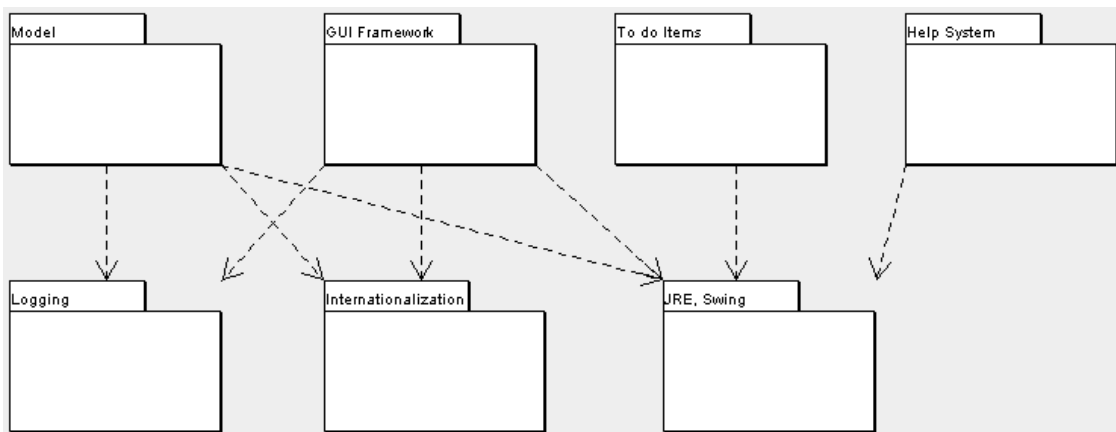 Model
GUI Framework
To do Items
Help System
Logging
Internationalization
JRE, Swing